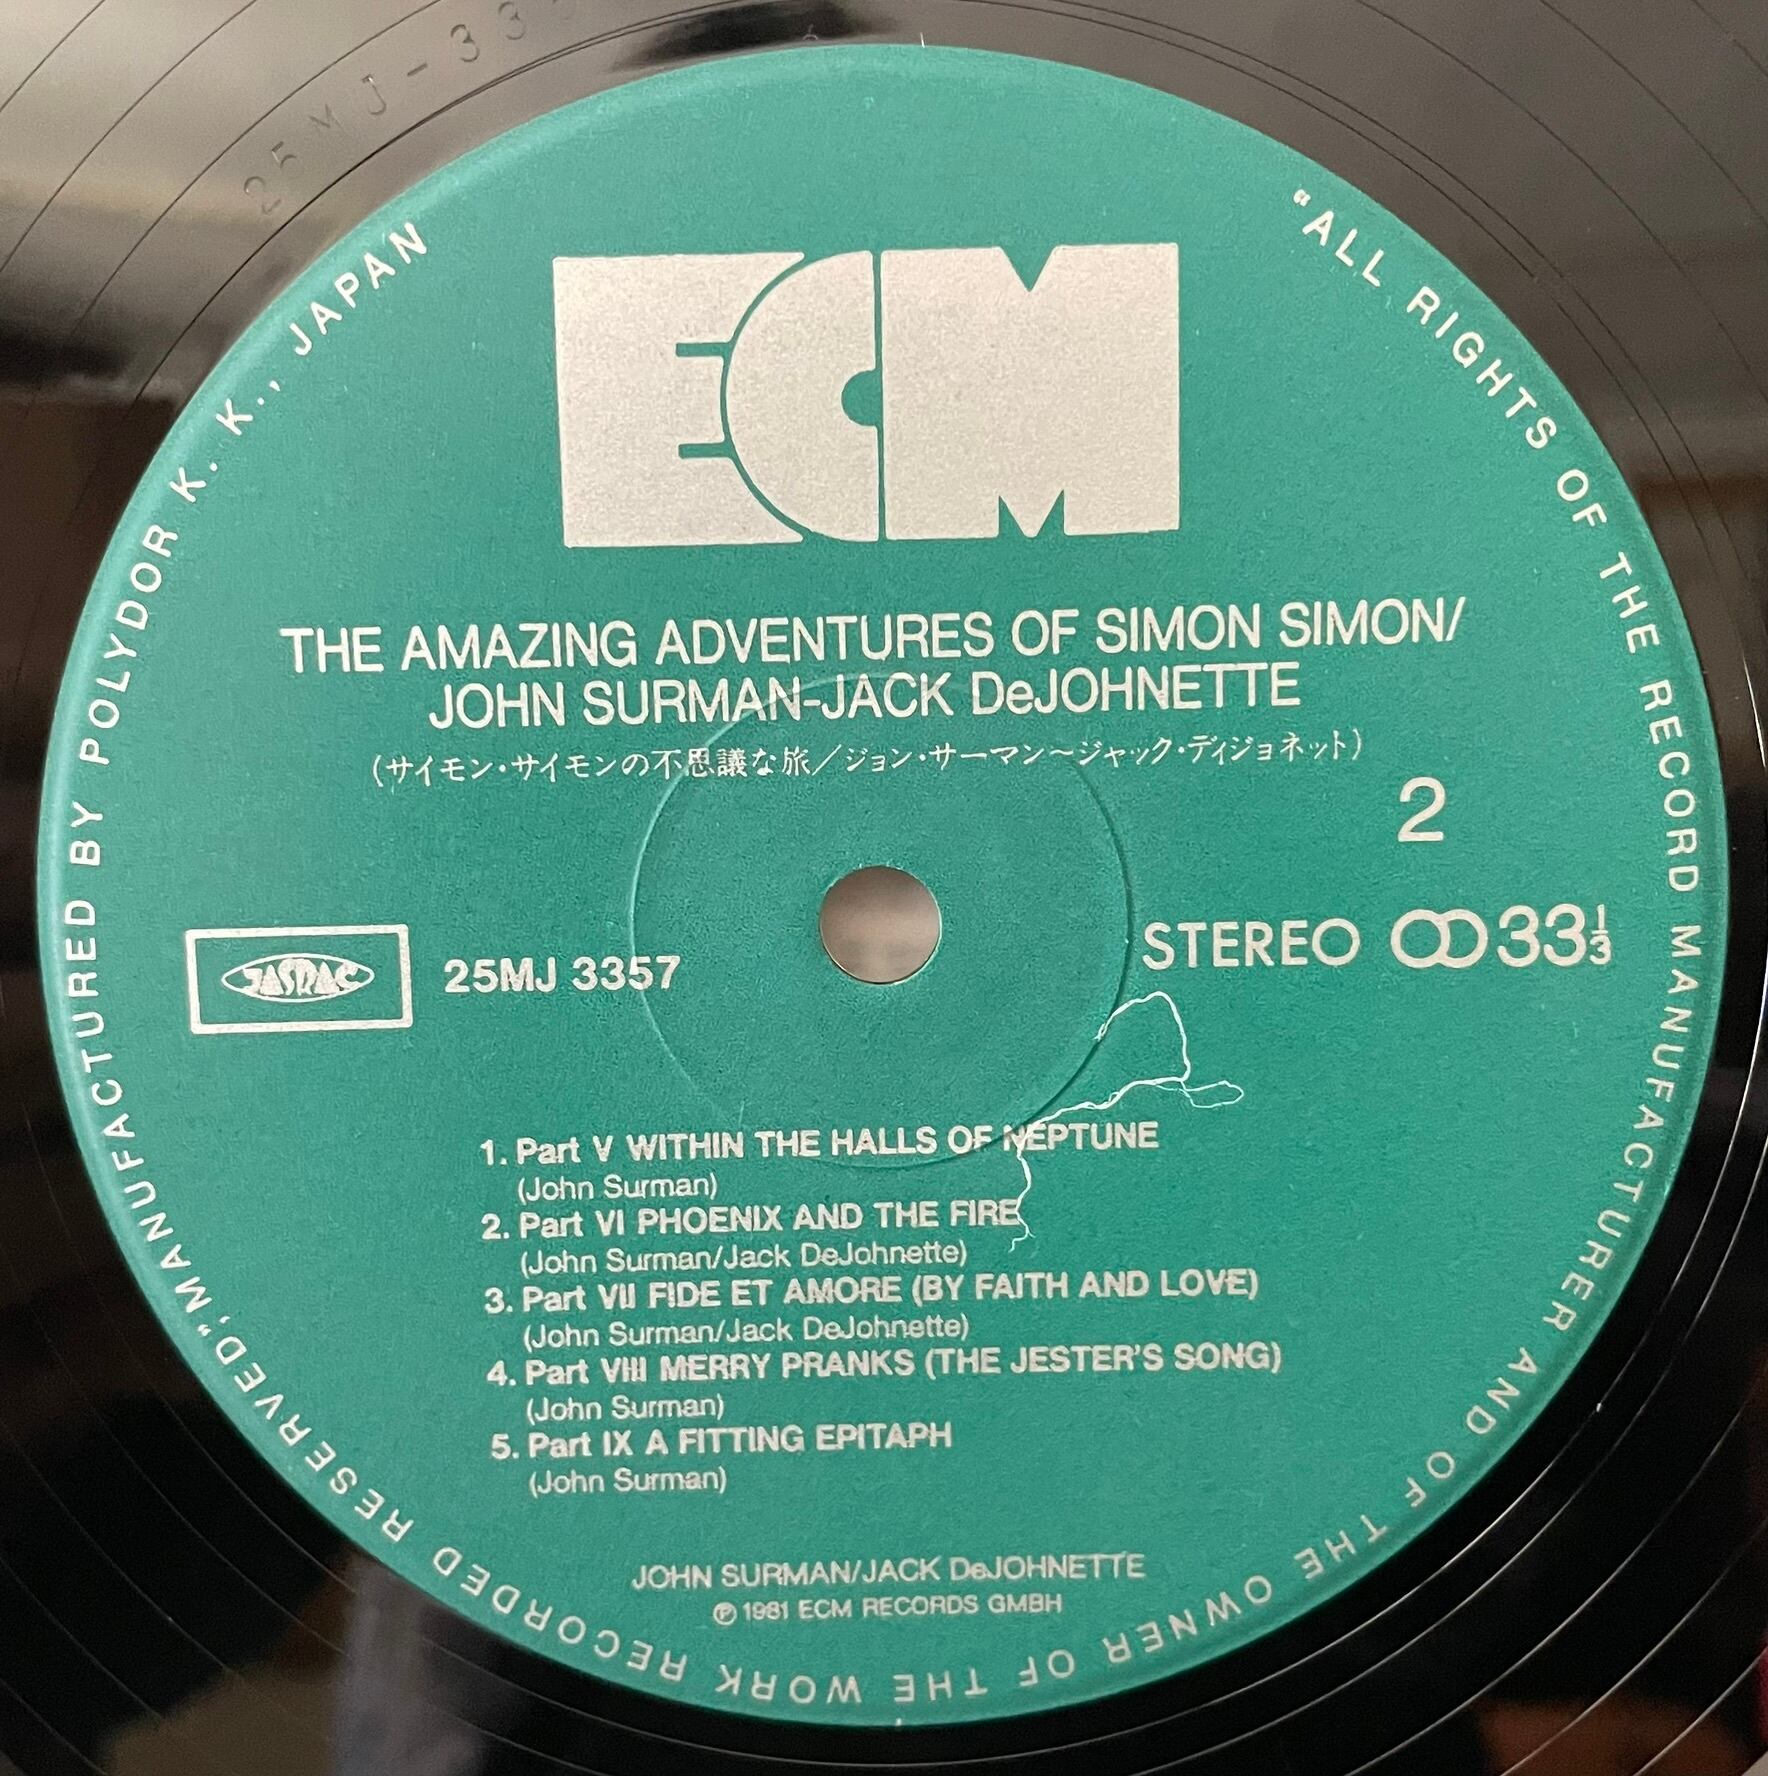 25MJ-33
ECM
THE AMAZING ADVENTURES OF SIMON SIMON/
JOHN SURMAN-JACK DeJOHNETTE
(サイモン・サイモンの不思議な旅／ジョン・サーマン〜ジャック・ディジョネット)
2
JASRAC
25MJ 3357
STEREO 33 1/3
1. Part V WITHIN THE HALLS OF NEPTUNE
(John Surman)
2. Part VI PHOENIX AND THE FIRE
(John Surman/Jack DeJohnette)
3. Part VII FIDE ET AMORE (BY FAITH AND LOVE)
(John Surman/Jack DeJohnette)
4. Part VIII MERRY PRANKS (THE JESTER'S SONG)
(John Surman)
5. Part IX A FITTING EPITAPH
(John Surman)
JOHN SURMAN/JACK DeJOHNETTE
Ⓟ 1981 ECM RECORDS GMBH
“ALL RIGHTS OF THE RECORD MANUFACTURER AND OF THE OWNER OF THE WORK RECORDED RESERVED,” MANUFACTURED BY POLYDOR K. K., JAPAN